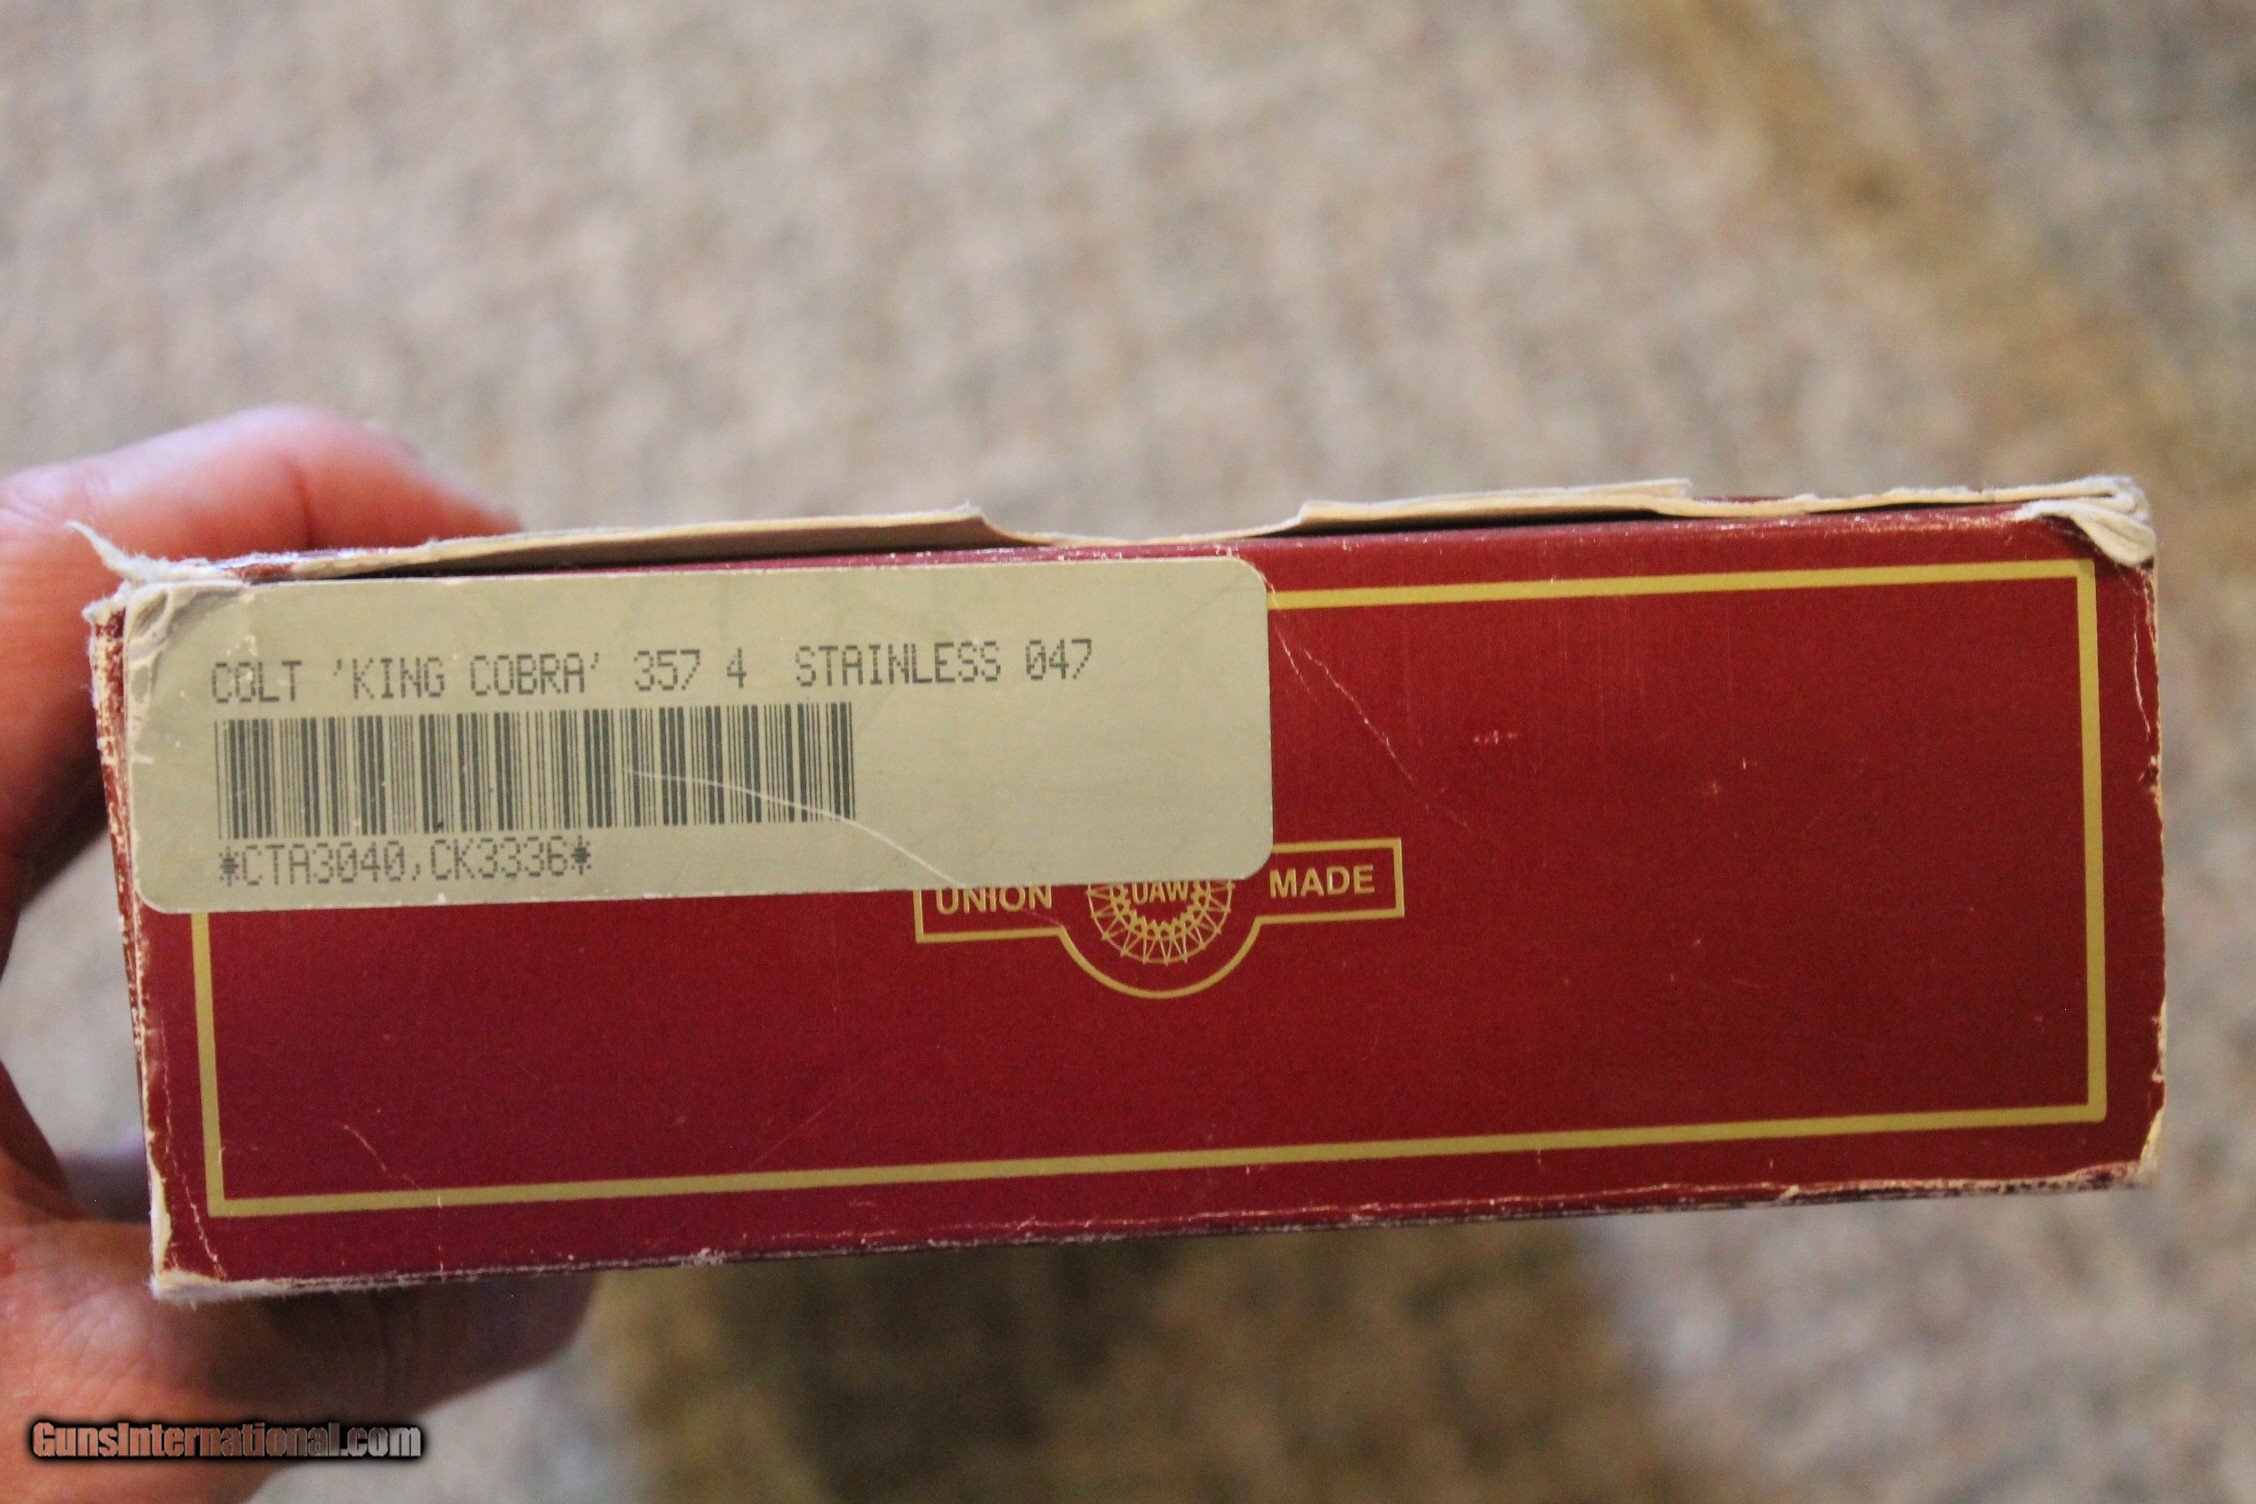 COLT 'KING COBRA' 357 4 STAINLESS 047
*CTA3040,CK3336*
UNION UAW MADE
GunsInternational.com